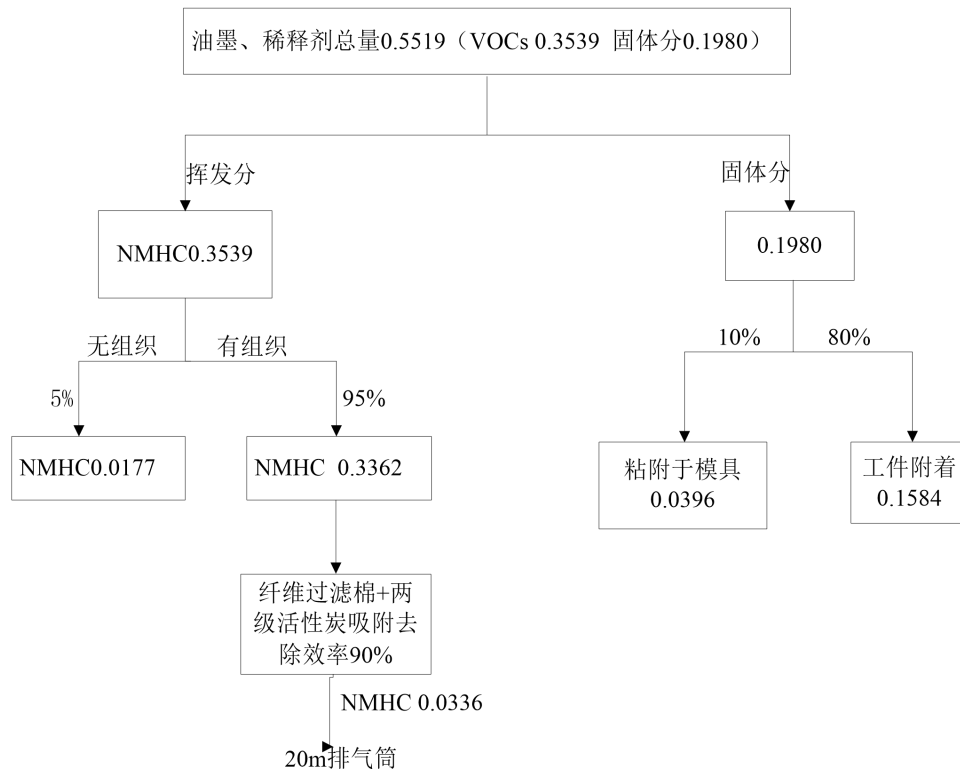 油墨、稀释剂总量0.5519（VOCs 0.3539 固体分0.1980）
挥发分
固体分
NMHC0.3539
0.1980
无组织
有组织
10%
80%
5%
95%
NMHC0.0177
NMHC 0.3362
粘附于模具
0.0396
工件附着
0.1584
纤维过滤棉+两
级活性炭吸附去
除效率90%
NMHC 0.0336
20m排气筒